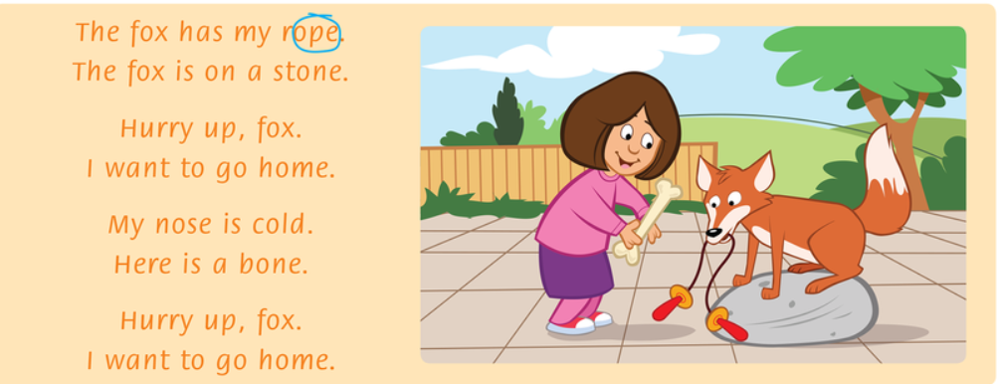 The fox has my rope.
The fox is on a stone.
Hurry up, fox.
I want to go home.
My nose is cold.
Here is a bone.
Hurry up, fox.
I want to go home.